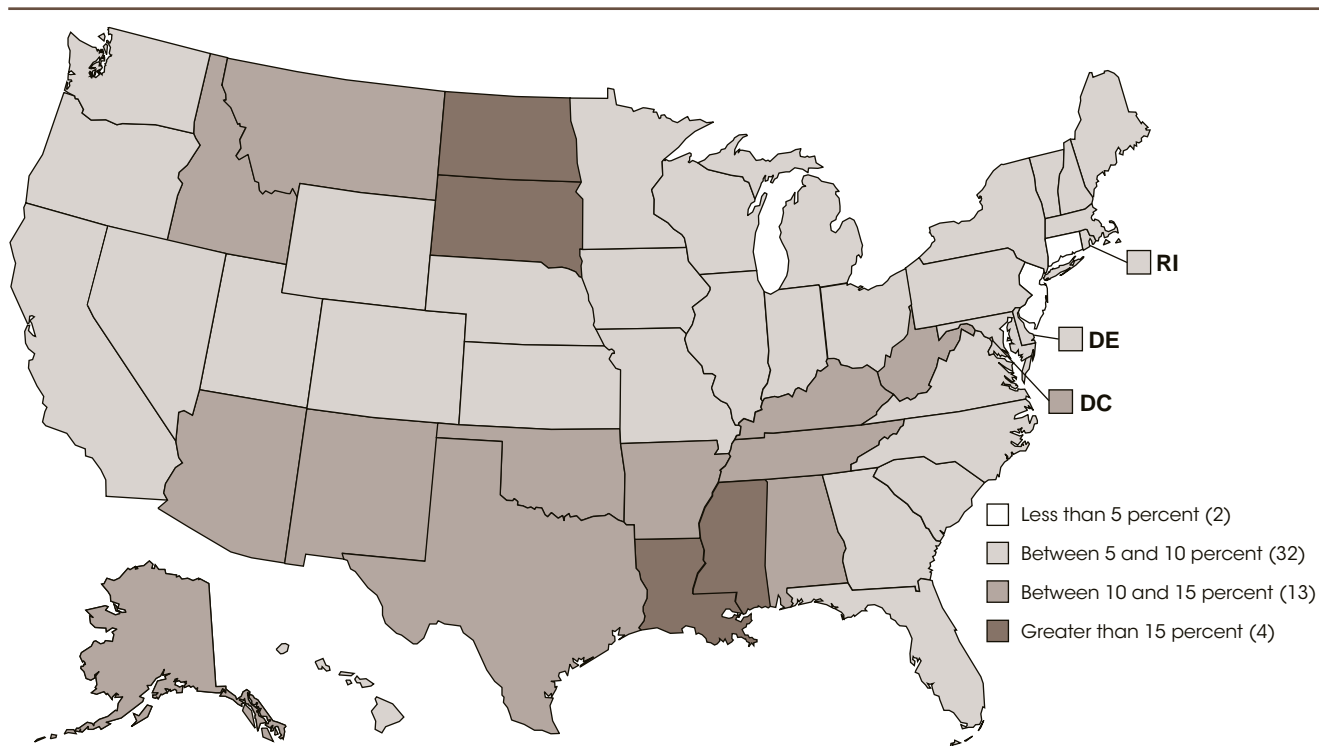 RI
DE
DC
Less than 5 percent (2)
Between 5 and 10 percent (32)
Between 10 and 15 percent (13)
Greater than 15 percent (4)